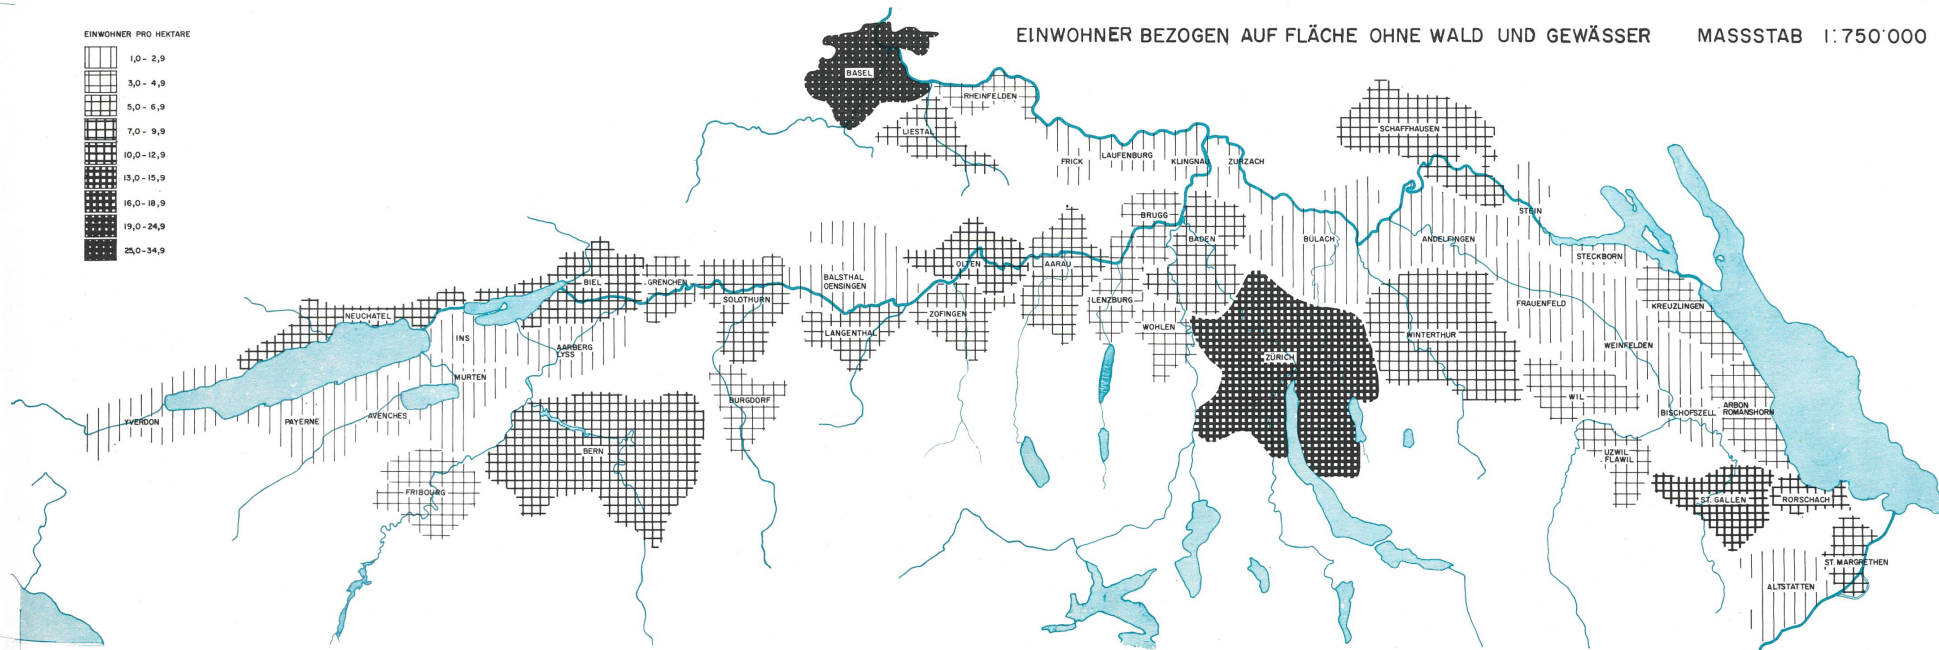 EINWOHNER BEZOGEN AUF FLÄCHE OHNE WALD UND GEWÄSSER MASSSTAB 1:750'000
EINWOHNER PRO HEKTARE
1,0 - 2,9
3,0 - 4,9
5,0 - 6,9
7,0 - 9,9
10,0 - 12,9
13,0 - 15,9
16,0 - 18,9
19,0 - 24,9
25,0 - 34,9
BASEL
RHEINFELDEN
LIESTAL
FRICK
LAUFENBURG
KLINGNAU
ZURZACH
SCHAFFHAUSEN
STEIN
BRUGG
BADEN
BÜLACH
ANDELFINGEN
STECKBORN
BIEL
GRENCHEN
SOLOTHURN
BALSTHAL
OENSINGEN
OLTEN
AARAU
LENZBURG
ZOFINGEN
WOHLEN
LANGENTHAL
FRAUENFELD
KREUZLINGEN
NEUCHATEL
INS
AARBERG
LYSS
ZÜRICH
WINTERTHUR
WEINFELDEN
MURTEN
YVERDON
PAYERNE
AVENCHES
BURGDORF
WIL
BISCHOFSZELL
ARBON
ROMANSHORN
BERN
FRIBOURG
UZWIL
FLAWIL
ST. GALLEN
RORSCHACH
ST. MARGRETHEN
ALTSTATTEN